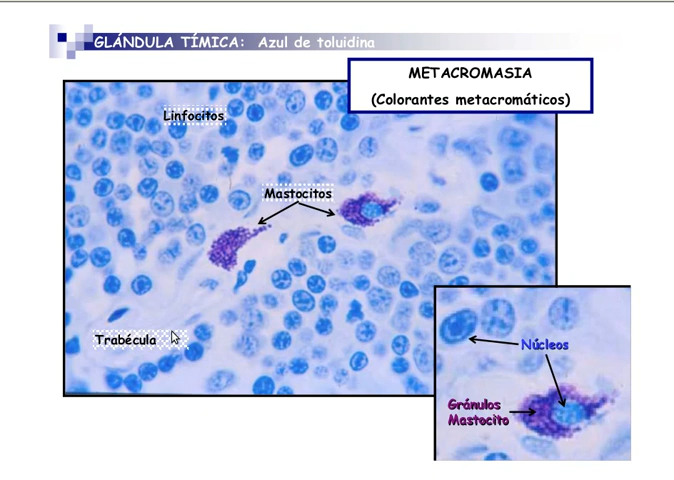 GLÁNDULA TÍMICA: Azul de toluidina
METACROMASIA
(Colorantes metacromáticos)
Linfocitos
Mastocitos
Trabécula
Núcleos
Gránulos
Mastocito